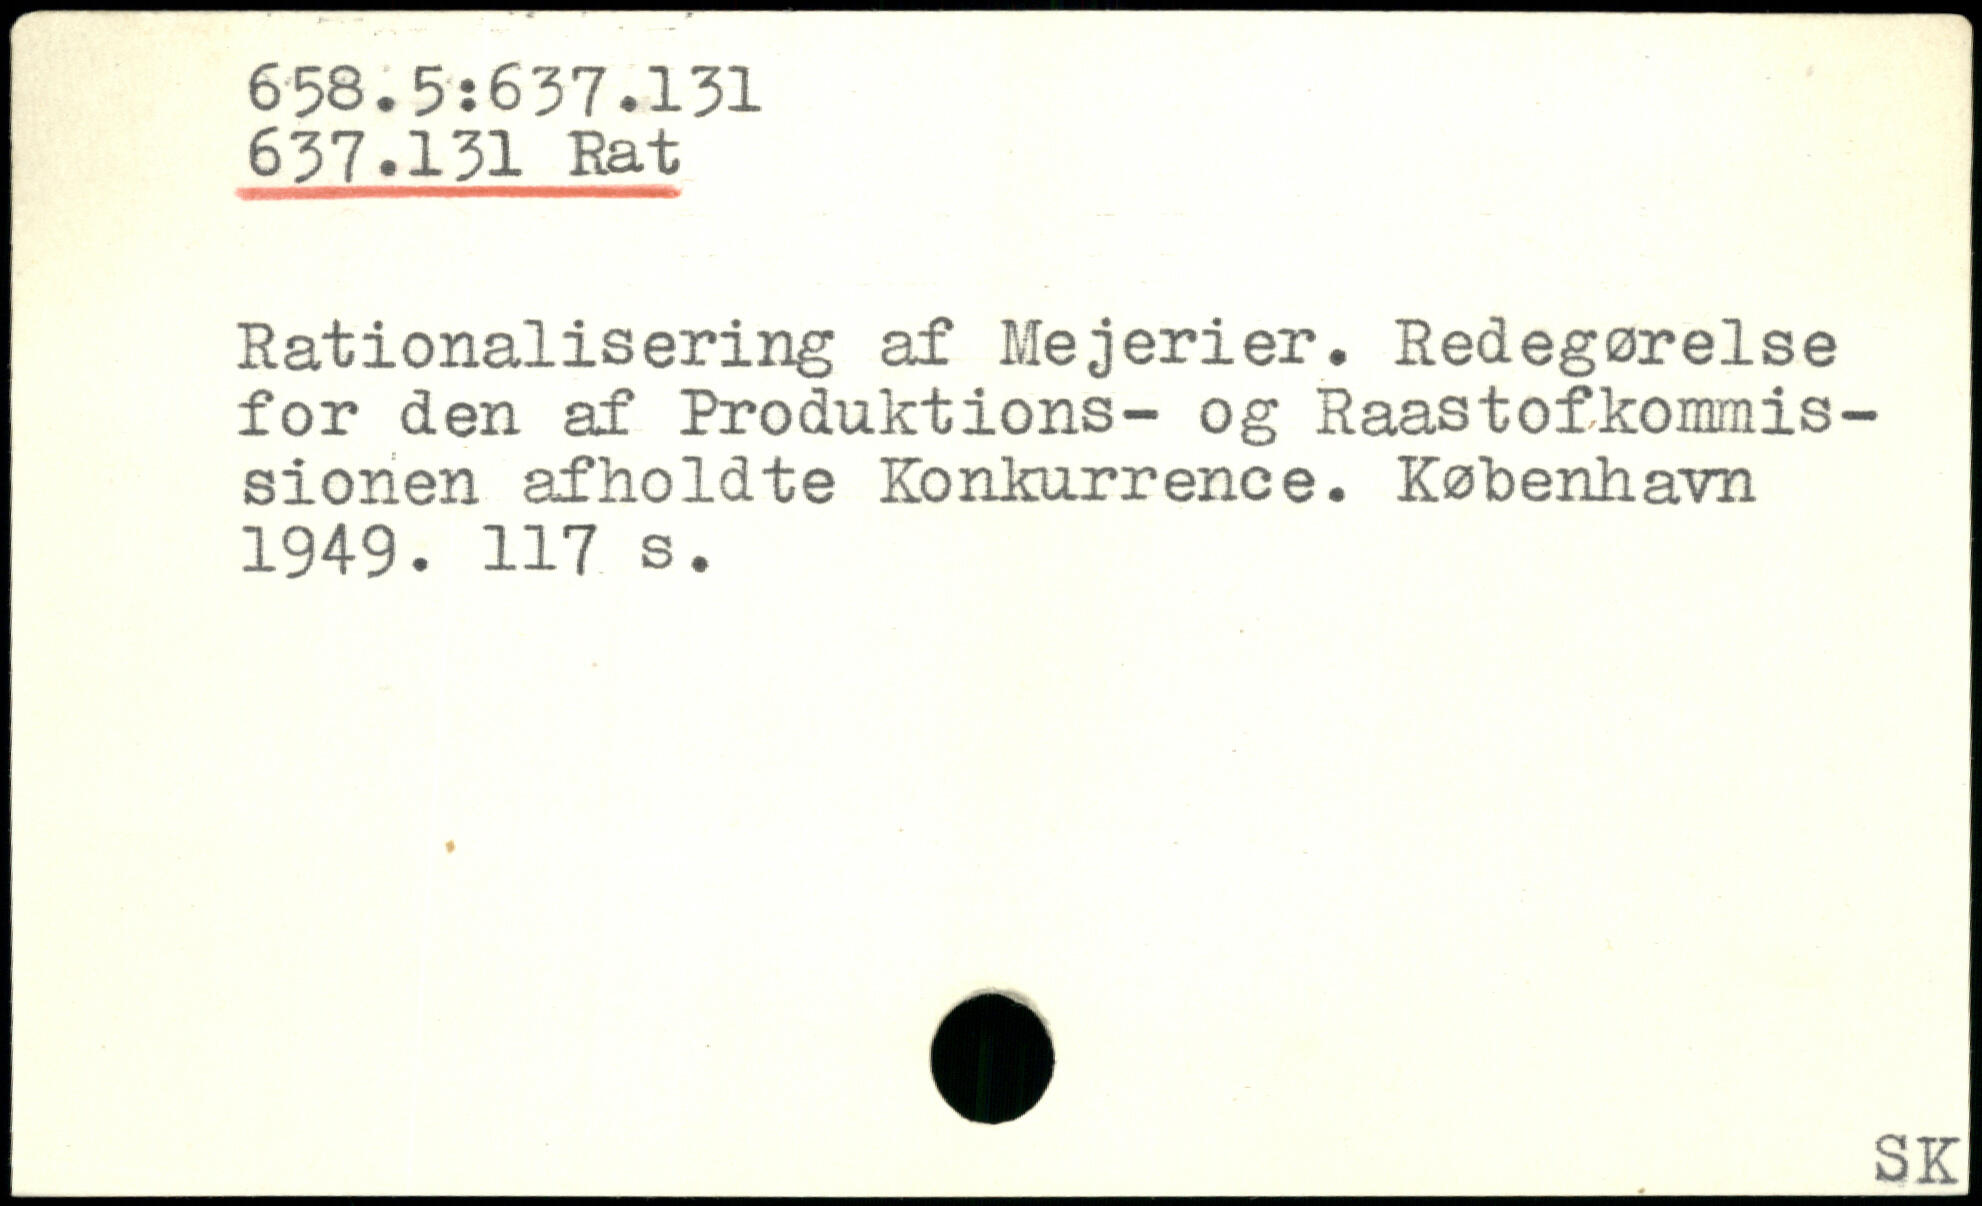 658.5:637.131
637.131 Rat
Rationalisering af Mejerier. Redegørelse
for den af Produktions- og Raastofkommis-
sionen afholdte Konkurrence. København
1949. 117 s.
SK